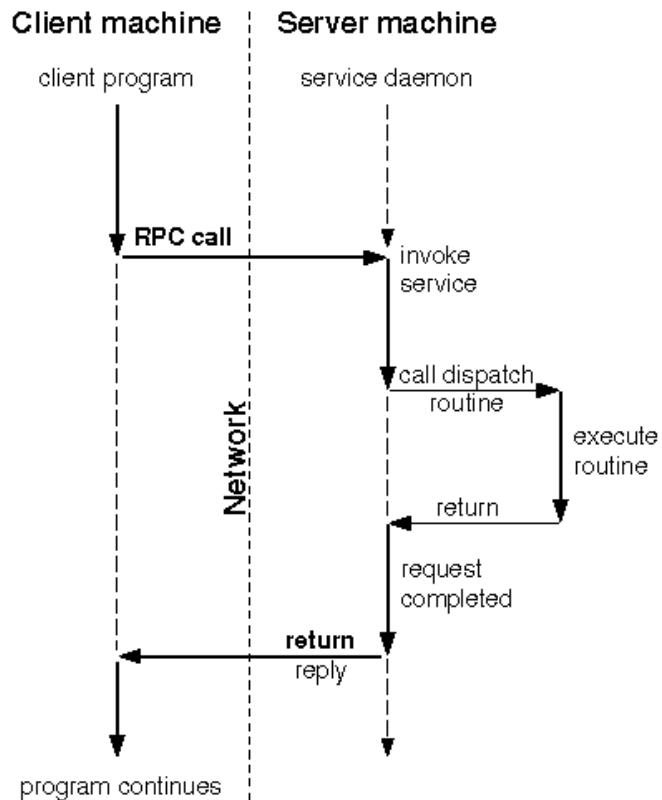 Client machine
Server machine
client program
service daemon
RPC call
invoke
service
call dispatch
routine
execute
routine
Network
return
request
completed
return
reply
program continues